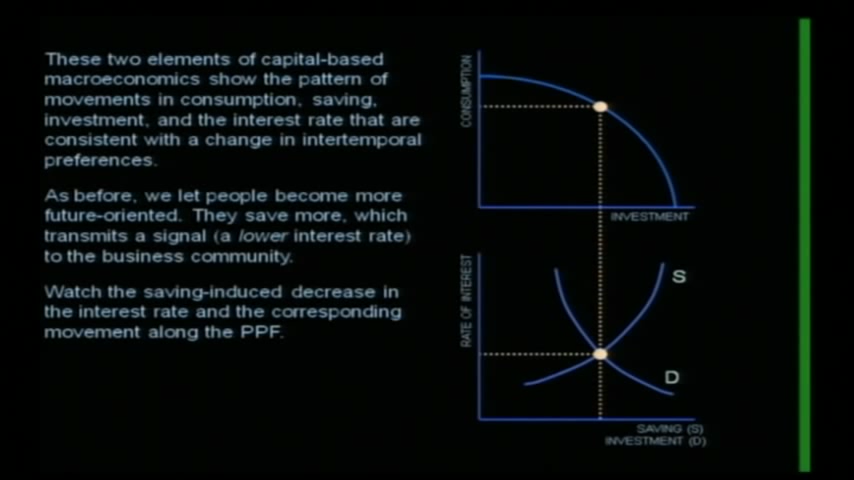 These two elements of capital-based
macroeconomics show the pattern of
movements in consumption, saving,
investment, and the interest rate that are
consistent with a change in intertemporal
preferences.
As before, we let people become more
future-oriented. They save more, which
transmits a signal (a lower interest rate)
to the business community.
Watch the saving-induced decrease in
the interest rate and the corresponding
movement along the PPF.
CONSUMPTION
INVESTMENT
RATE OF INTEREST
S
D
SAVING (S)
INVESTMENT (D)